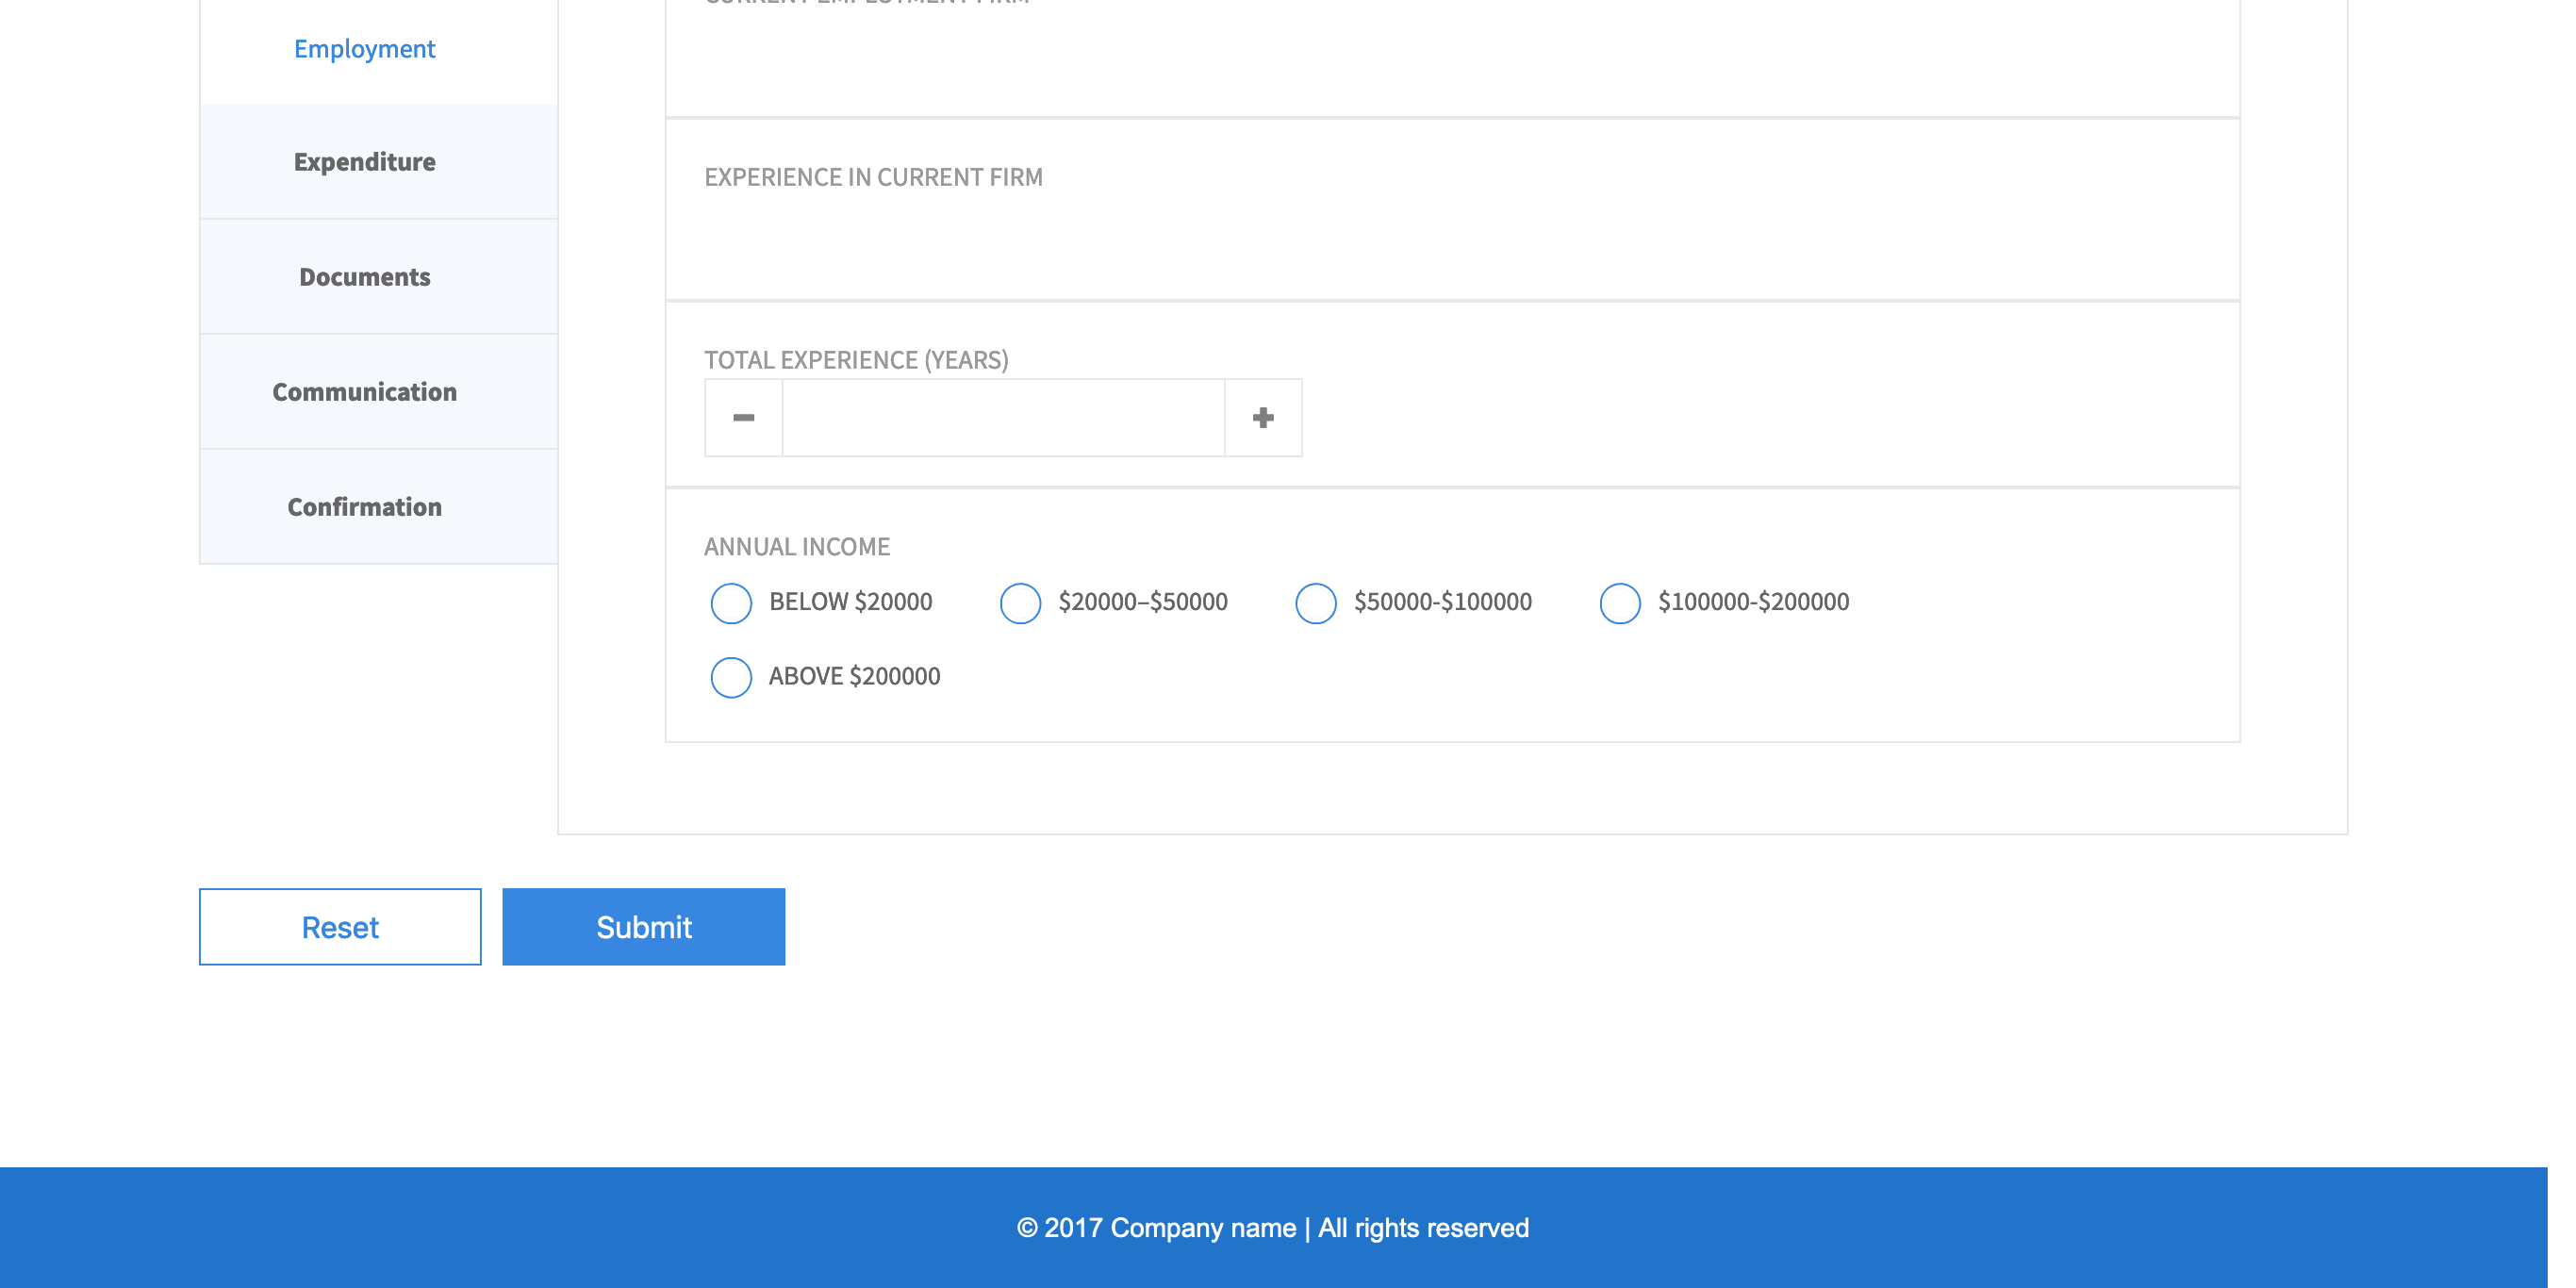 Employment
Expenditure
Documents
Communication
Confirmation
EXPERIENCE IN CURRENT FIRM
TOTAL EXPERIENCE (YEARS)
ANNUAL INCOME
BELOW $20000
$20000–$50000
$50000-$100000
$100000-$200000
ABOVE $200000
Reset
Submit
© 2017 Company name | All rights reserved